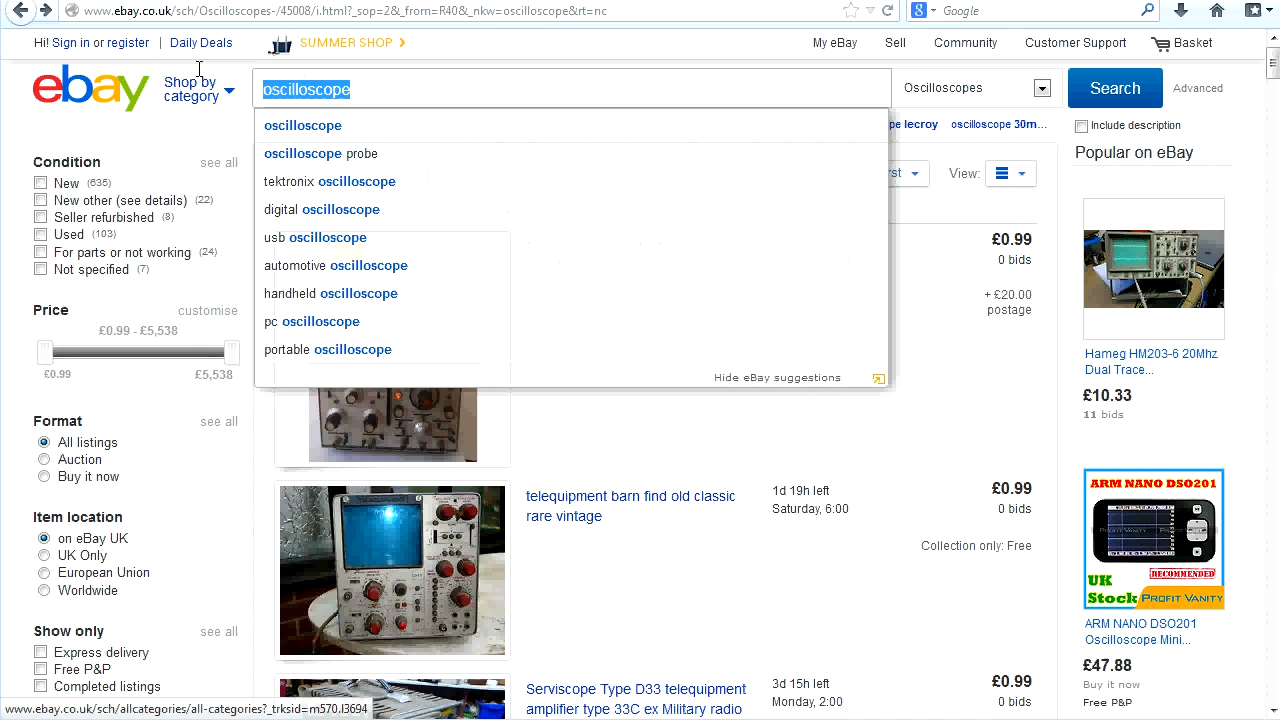 www.ebay.co.uk/sch/Oscilloscopes-/45008/i.html?_sop=2&_from=R40&_nkw=oscilloscope&rt=nc
Google
Hi! Sign in or register | Daily Deals
SUMMER SHOP
My eBay
Sell
Community
Customer Support
Basket
ebay
Shop by
category
oscilloscope
Oscilloscopes
Search
Advanced
oscilloscope
oscilloscope probe
tektronix oscilloscope
digital oscilloscope
usb oscilloscope
automotive oscilloscope
handheld oscilloscope
pc oscilloscope
portable oscilloscope
Hide eBay suggestions
pe lecroy
oscilloscope 30m...
Include description
Condition
see all
New (635)
New other (see details) (22)
Seller refurbished (8)
Used (103)
For parts or not working (24)
Not specified (7)
Price
customise
£0.99 - £5,538
£0.99
£5,538
Format
see all
All listings
Auction
Buy it now
Item location
on eBay UK
UK Only
European Union
Worldwide
Show only
see all
Express delivery
Free P&P
Completed listings
rst
View:
£0.99
0 bids
+ £20.00
postage
telequipment barn find old classic
rare vintage
1d 19h left
Saturday, 6:00
£0.99
0 bids
Collection only: Free
Serviscope Type D33 telequipment
amplifier type 33C ex Military radio
3d 15h left
Monday, 2:00
£0.99
0 bids
Popular on eBay
Hameg HM203-6 20Mhz
Dual Trace...
£10.33
11 bids
ARM NANO DSO201
PROFIT VANITY
RECOMMENDED
UK
Stock
PROFIT VANITY
ARM NANO DSO201
Oscilloscope Mini...
£47.88
Buy it now
Free P&P
www.ebay.co.uk/sch/allcategories/all-categories?_trksid=m570.l3694